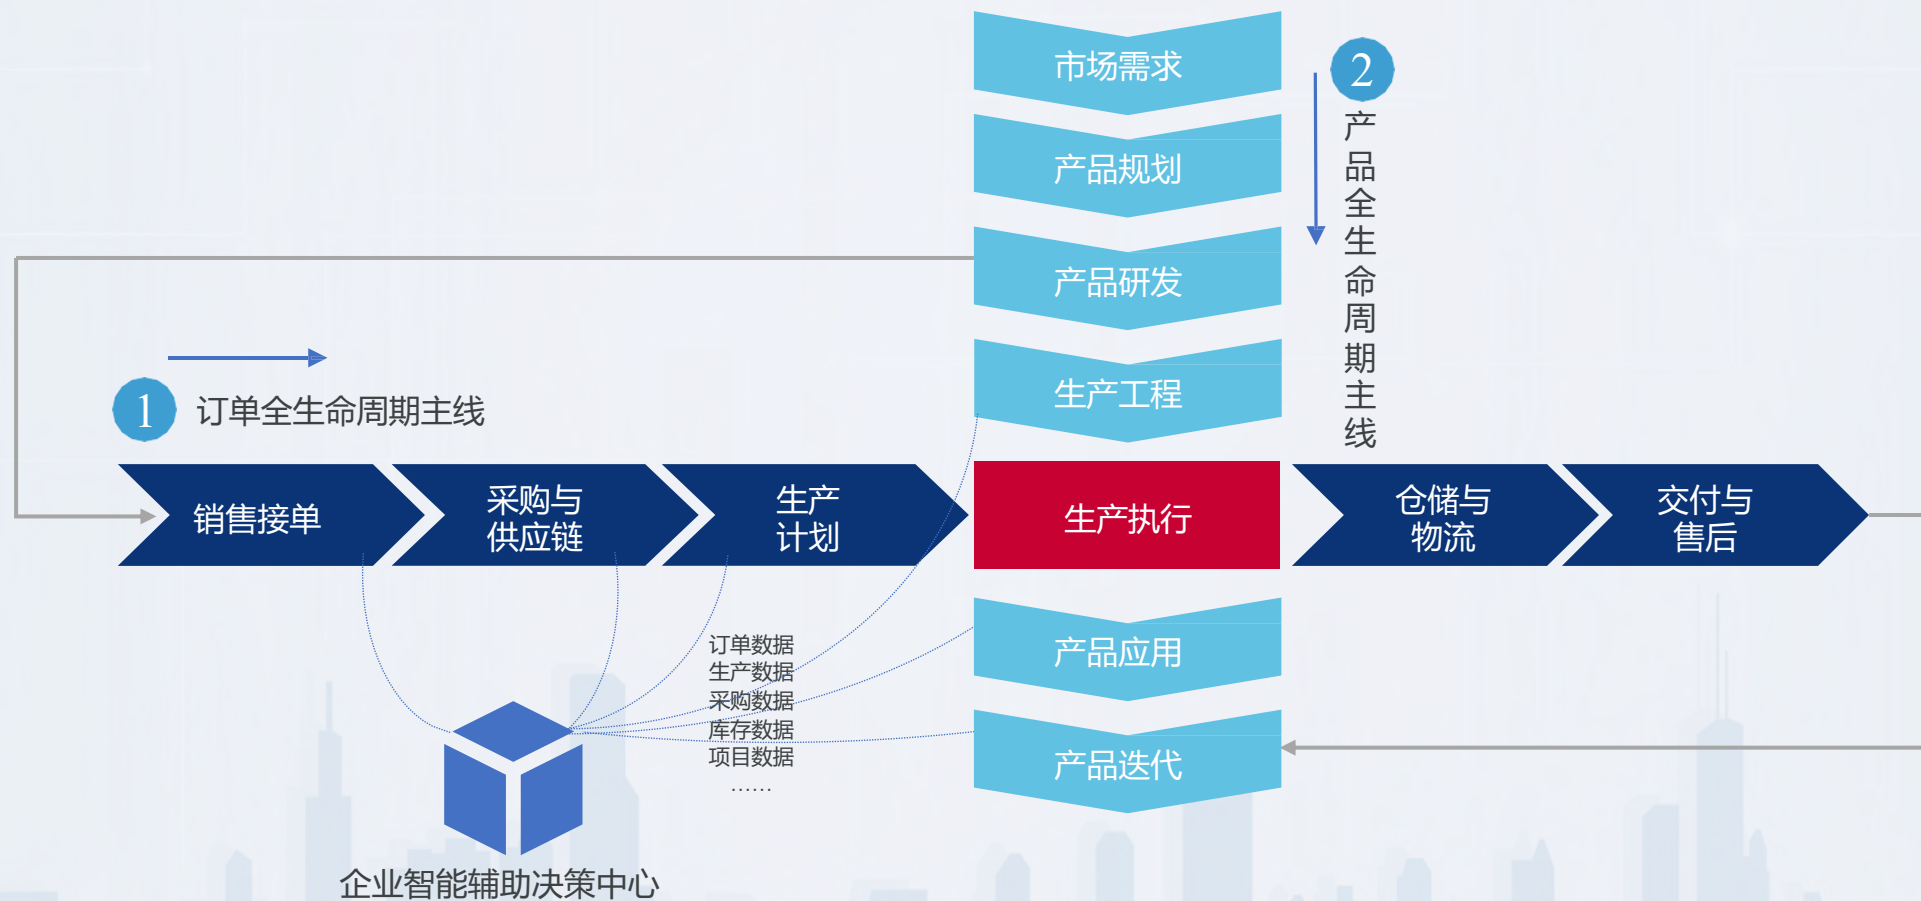 市场需求
2
产品全生命周期主线
产品规划
产品研发
生产工程
1
订单全生命周期主线
销售接单
采购与
供应链
生产
计划
生产执行
仓储与
物流
交付与
售后
订单数据
生产数据
采购数据
库存数据
项目数据
……
产品应用
产品迭代
企业智能辅助决策中心